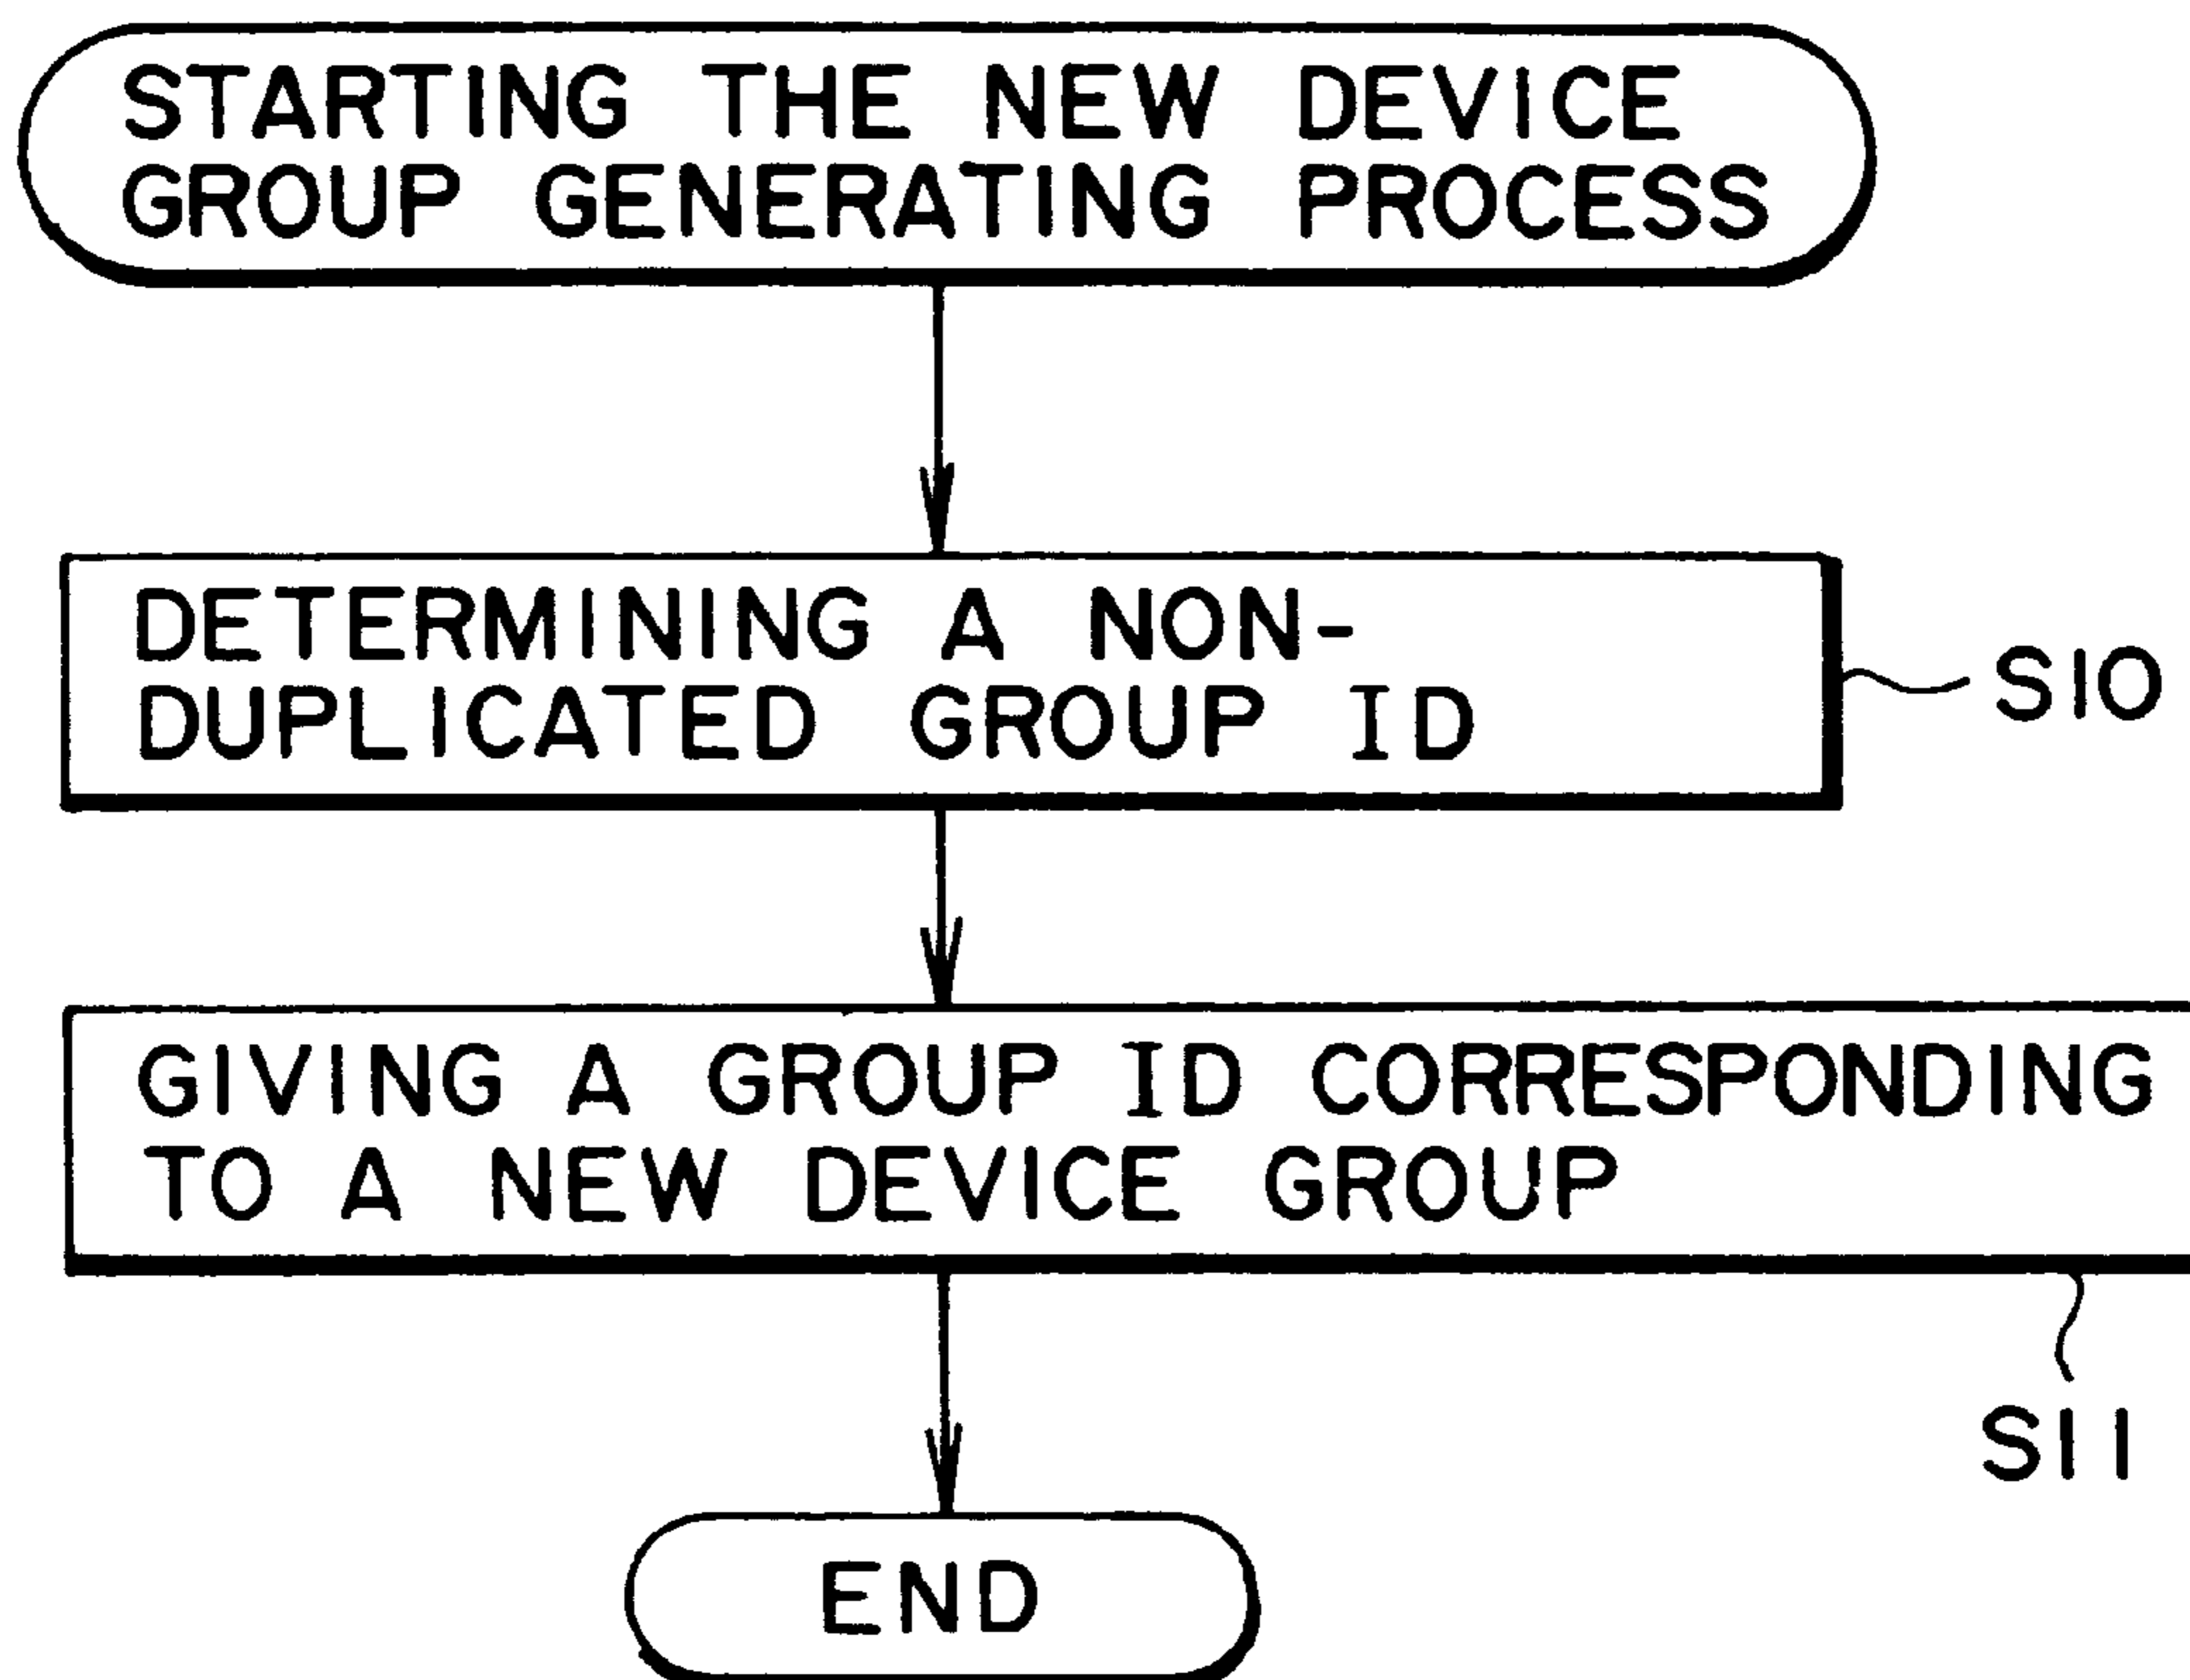 STARTING THE NEW DEVICE
GROUP GENERATING PROCESS
DETERMINING A NON-
DUPLICATED GROUP ID
S10
GIVING A GROUP ID CORRESPONDING
TO A NEW DEVICE GROUP
S11
END